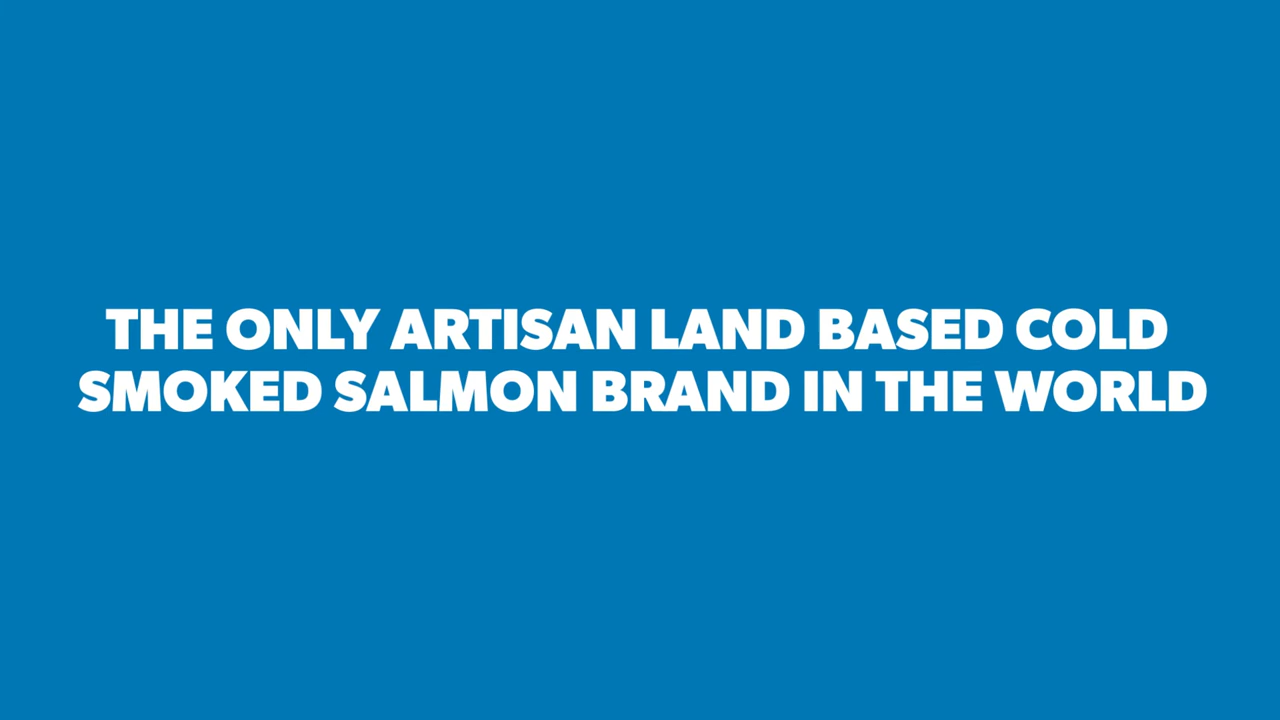 THE ONLY ARTISAN LAND BASED COLD
SMOKED SALMON BRAND IN THE WORLD